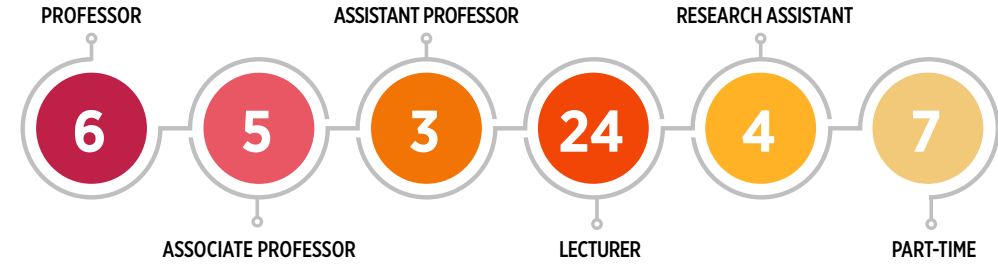 PROFESSOR
ASSISTANT PROFESSOR
RESEARCH ASSISTANT
6
5
3
24
4
7
ASSOCIATE PROFESSOR
LECTURER
PART-TIME